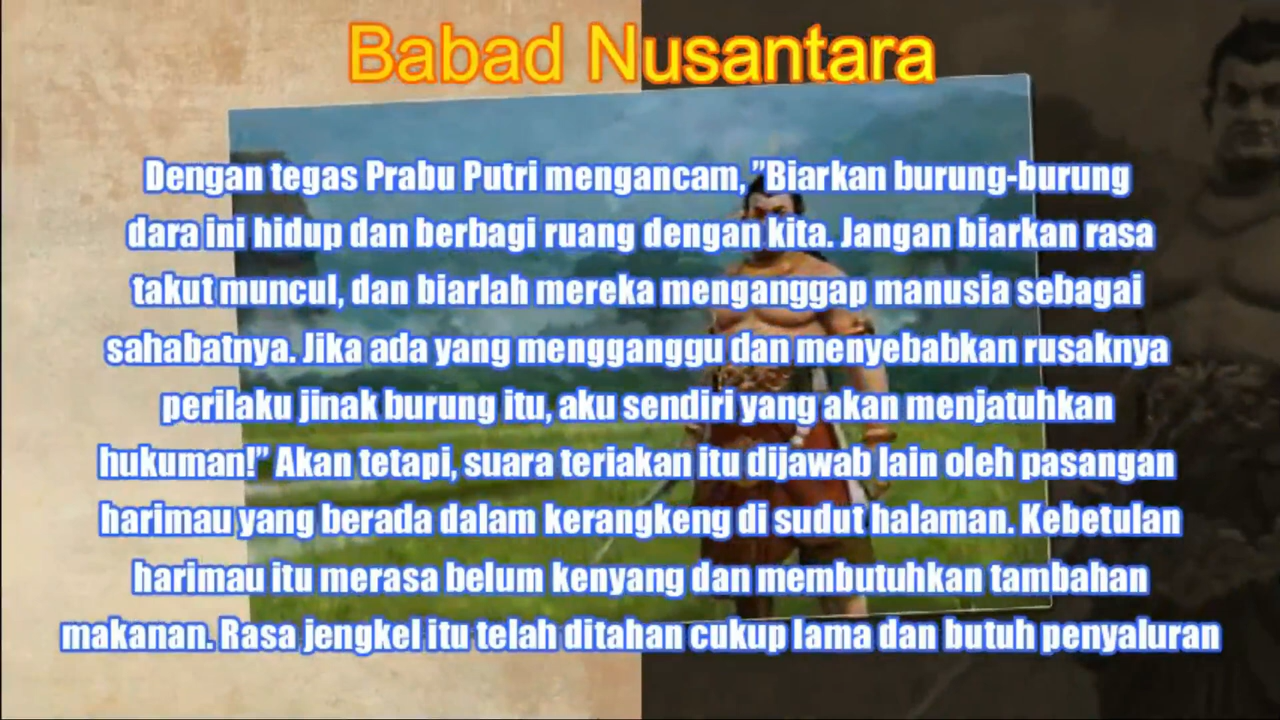 Babad Nusantara
Dengan tegas Prabu Putri mengancam, ”Biarkan burung-burung
dara ini hidup dan berbagi ruang dengan kita. Jangan biarkan rasa
takut muncul, dan biarlah mereka menganggap manusia sebagai
sahabatnya. Jika ada yang mengganggu dan menyebabkan rusaknya
perilaku jinak burung itu, aku sendiri yang akan menjatuhkan
hukuman!” Akan tetapi, suara teriakan itu dijawab lain oleh pasangan
harimau yang berada dalam kerangkeng di sudut halaman. Kebetulan
harimau itu merasa belum kenyang dan membutuhkan tambahan
makanan. Rasa jengkel itu telah ditahan cukup lama dan butuh penyaluran